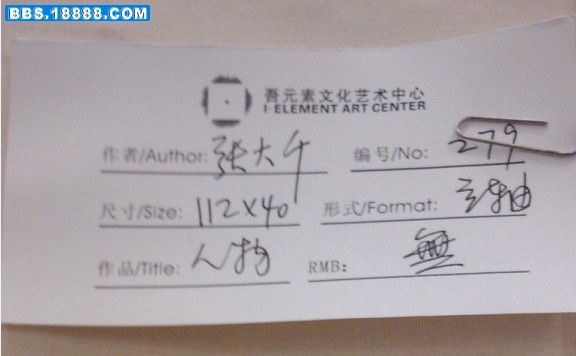 BBS.18888.COM
吾元素文化艺术中心
I·ELEMENT ART CENTER
作者/Author: 张大千 编号/No: 279
尺寸/Size: 112×40 形式/Format: 立轴
作品/Title: 人物 RMB: 無